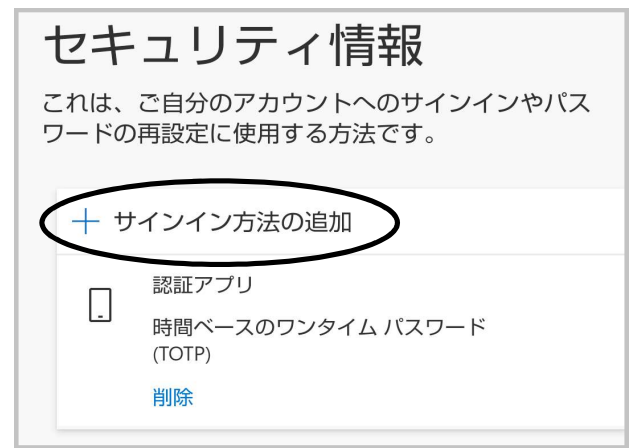 セキュリティ情報
これは、ご自分のアカウントへのサインインやパス
ワードの再設定に使用する方法です。
＋ サインイン方法の追加
認証アプリ
時間ベースのワンタイム パスワード
(TOTP)
削除